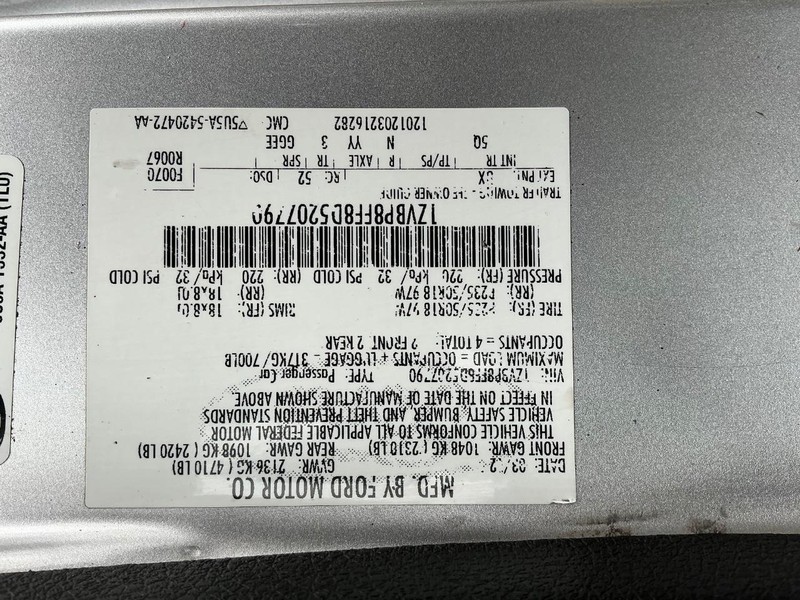 MFD. BY FORD MOTOR CO.
DATE: 03/12 GVWR: 2136 KG ( 4710 LB)
FRONT GAWR: 1048 KG ( 2310 LB) REAR GAWR: 1098 KG ( 2420 LB)
THIS VEHICLE CONFORMS TO ALL APPLICABLE FEDERAL MOTOR
VEHICLE SAFETY, BUMPER, AND THEFT PREVENTION STANDARDS
IN EFFECT ON THE DATE OF MANUFACTURE SHOWN ABOVE.
VIN: 1ZVBP8FF8D5207790 TYPE: Passenger Car
MAXIMUM LOAD = OCCUPANTS + LUGGAGE = 317KG/700LB
OCCUPANTS = 4 TOTAL: 2 FRONT 2 REAR
TIRE (FR): P235/50R18 97W RIMS (FR): 18x8.0J
(RR): P235/50R18 97W (RR): 18x8.0J
PRESSURE (FR) 220 kPa/ 32 PSI COLD (RR) 220 kPa/ 32 PSI COLD
1ZVBP8FF8D5207790
TRAILER TOWING - SEE OWNER GUIDE
EXT PNT: UX RC: 52 DSO: F0070
INT TR TP/PS R AXLE TR SPR R0067
5Q N YY 3 GGEE
1201203216282 CMC ▽5U5A-5420472-AA
(TL0)